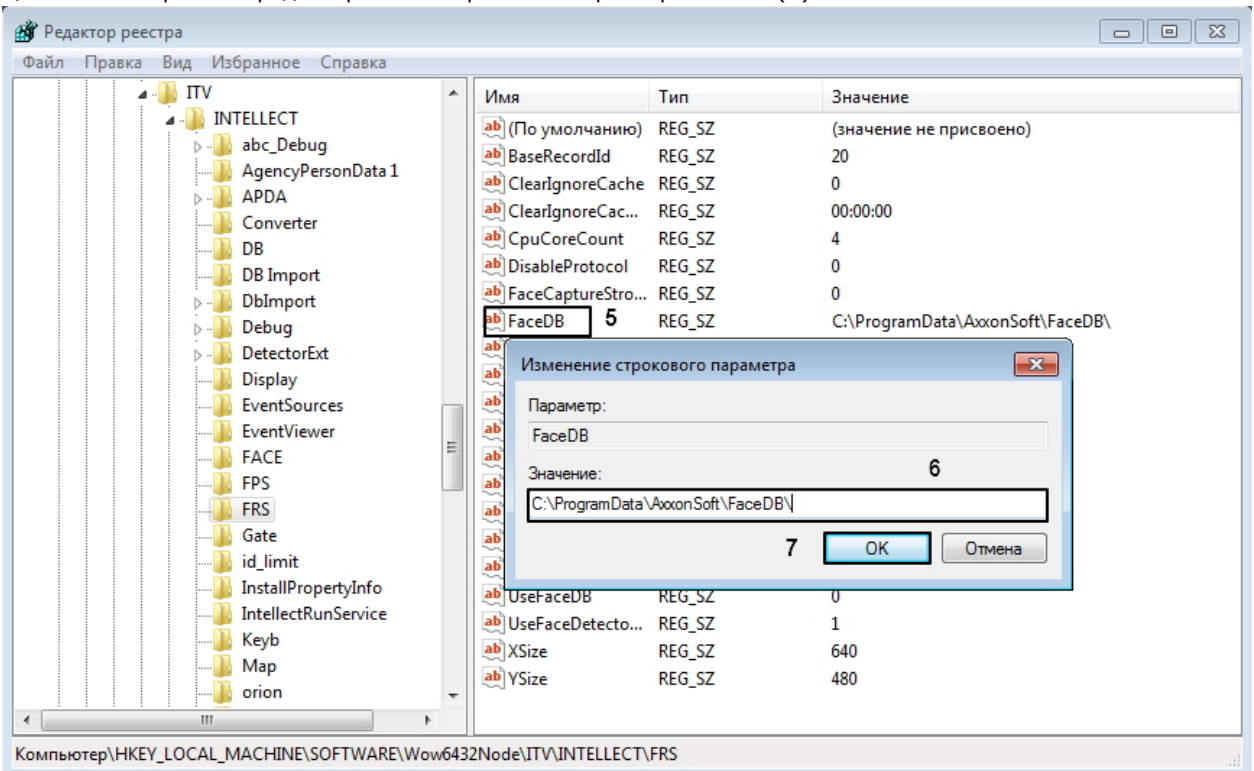 Редактор реестра
Файл Правка Вид Избранное Справка
ITV
INTELLECT
abc_Debug
AgencyPersonData1
APDA
Converter
DB
DB Import
DbImport
Debug
DetectorExt
Display
EventSources
EventViewer
FACE
FPS
FRS
Gate
id_limit
InstallPropertyInfo
IntellectRunService
Keyb
Map
orion
Имя Тип Значение
(По умолчанию) REG_SZ (значение не присвоено)
BaseRecordId REG_SZ 20
ClearIgnoreCache REG_SZ 0
ClearIgnoreCac... REG_SZ 00:00:00
CpuCoreCount REG_SZ 4
DisableProtocol REG_SZ 0
FaceCaptureStro... REG_SZ 0
FaceDB 5 REG_SZ C:\ProgramData\AxxonSoft\FaceDB\
Изменение строкового параметра
Параметр:
FaceDB
Значение: 6
C:\ProgramData\AxxonSoft\FaceDB\
7 OK Отмена
UseFaceDB REG_SZ 0
UseFaceDetecto... REG_SZ 1
XSize REG_SZ 640
YSize REG_SZ 480
Компьютер\HKEY_LOCAL_MACHINE\SOFTWARE\Wow6432Node\ITV\INTELLECT\FRS